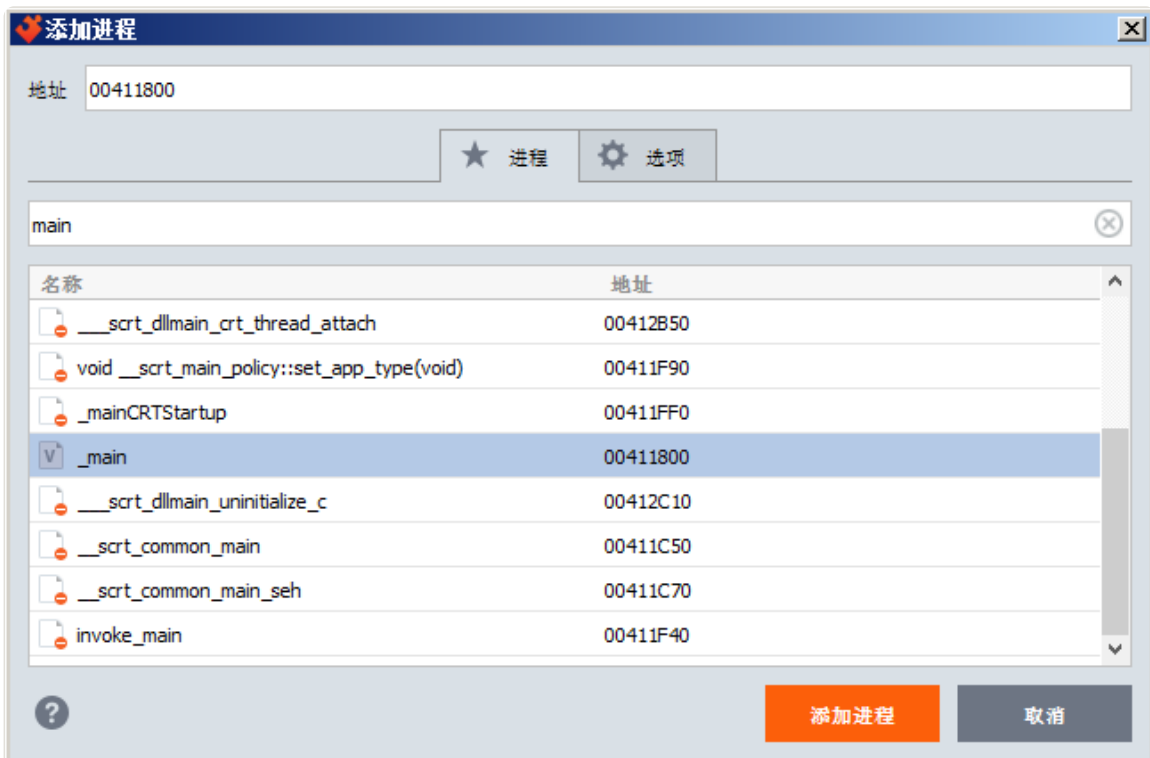 添加进程
地址 00411800
进程 选项
main
名称 地址
___scrt_dllmain_crt_thread_attach 00412B50
void __scrt_main_policy::set_app_type(void) 00411F90
_mainCRTStartup 00411FF0
_main 00411800
___scrt_dllmain_uninitialize_c 00412C10
__scrt_common_main 00411C50
__scrt_common_main_seh 00411C70
invoke_main 00411F40
添加进程 取消